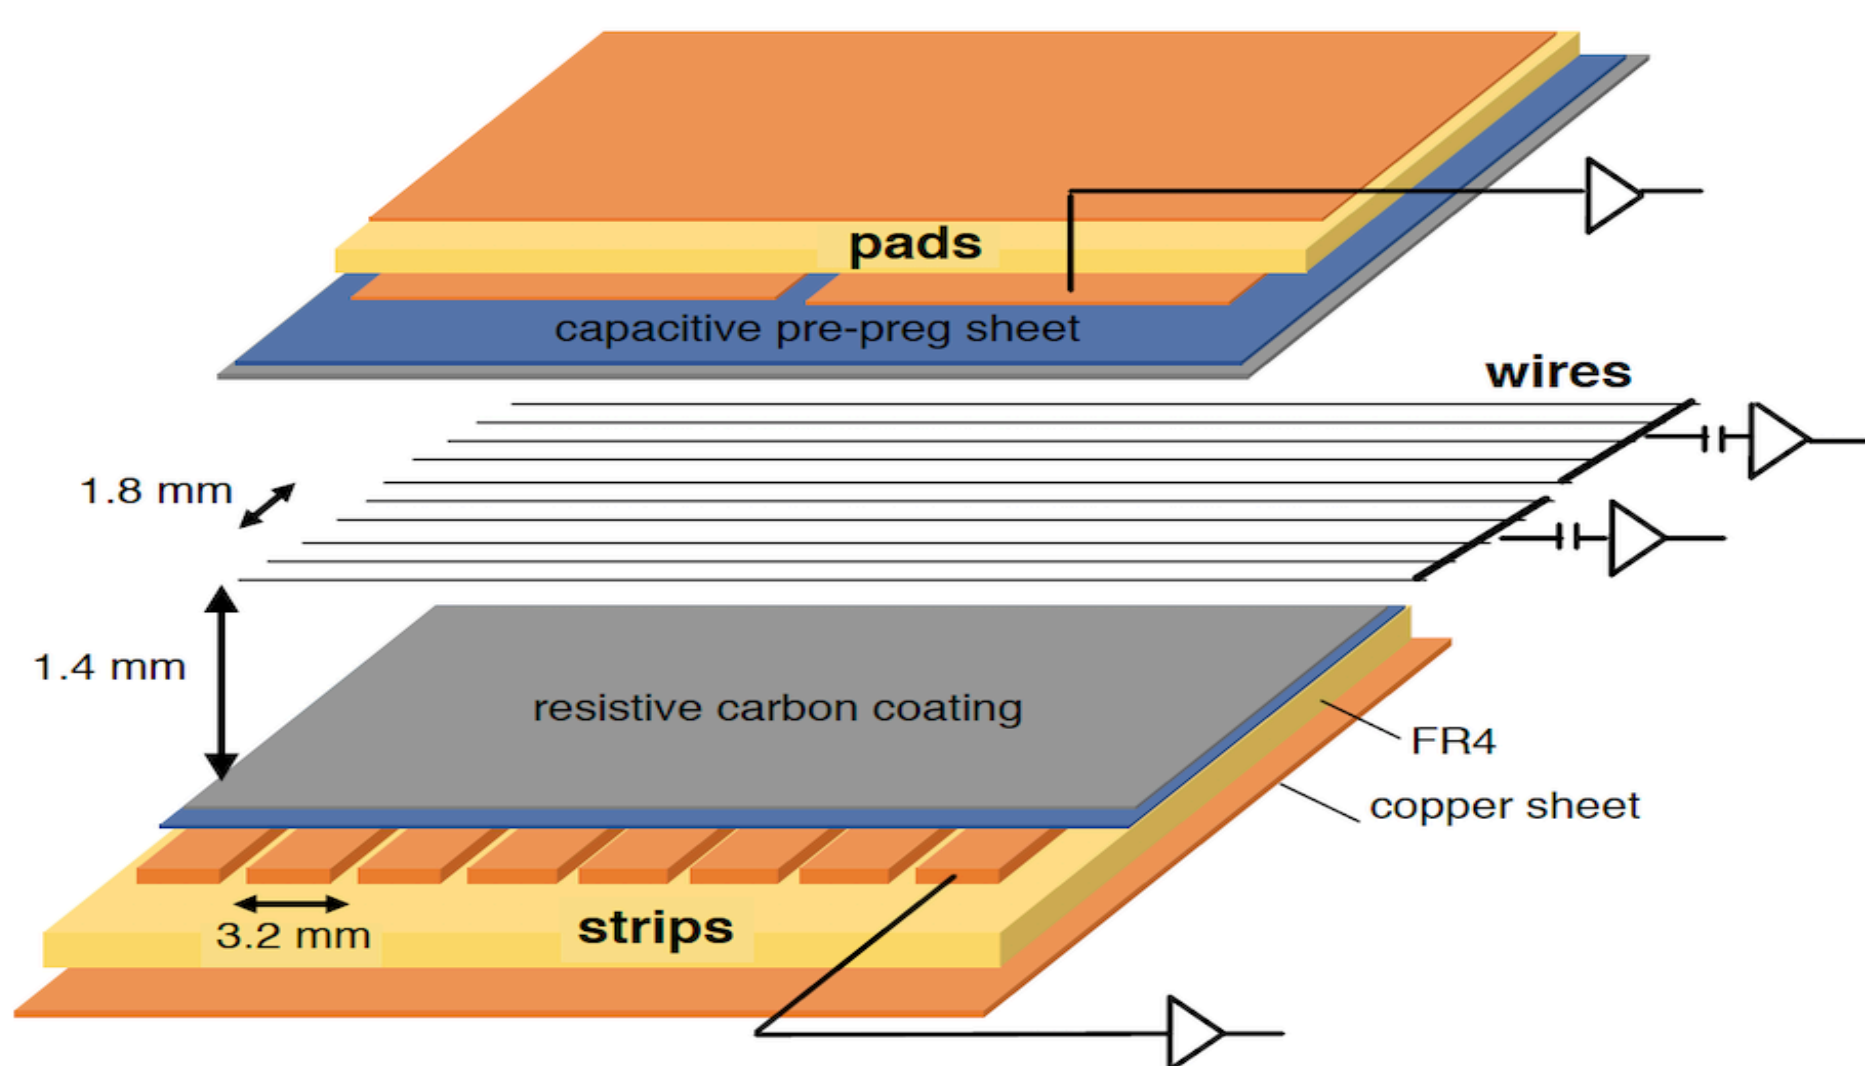 pads
capacitive pre-preg sheet
wires
1.8 mm
1.4 mm
resistive carbon coating
FR4
copper sheet
3.2 mm
strips